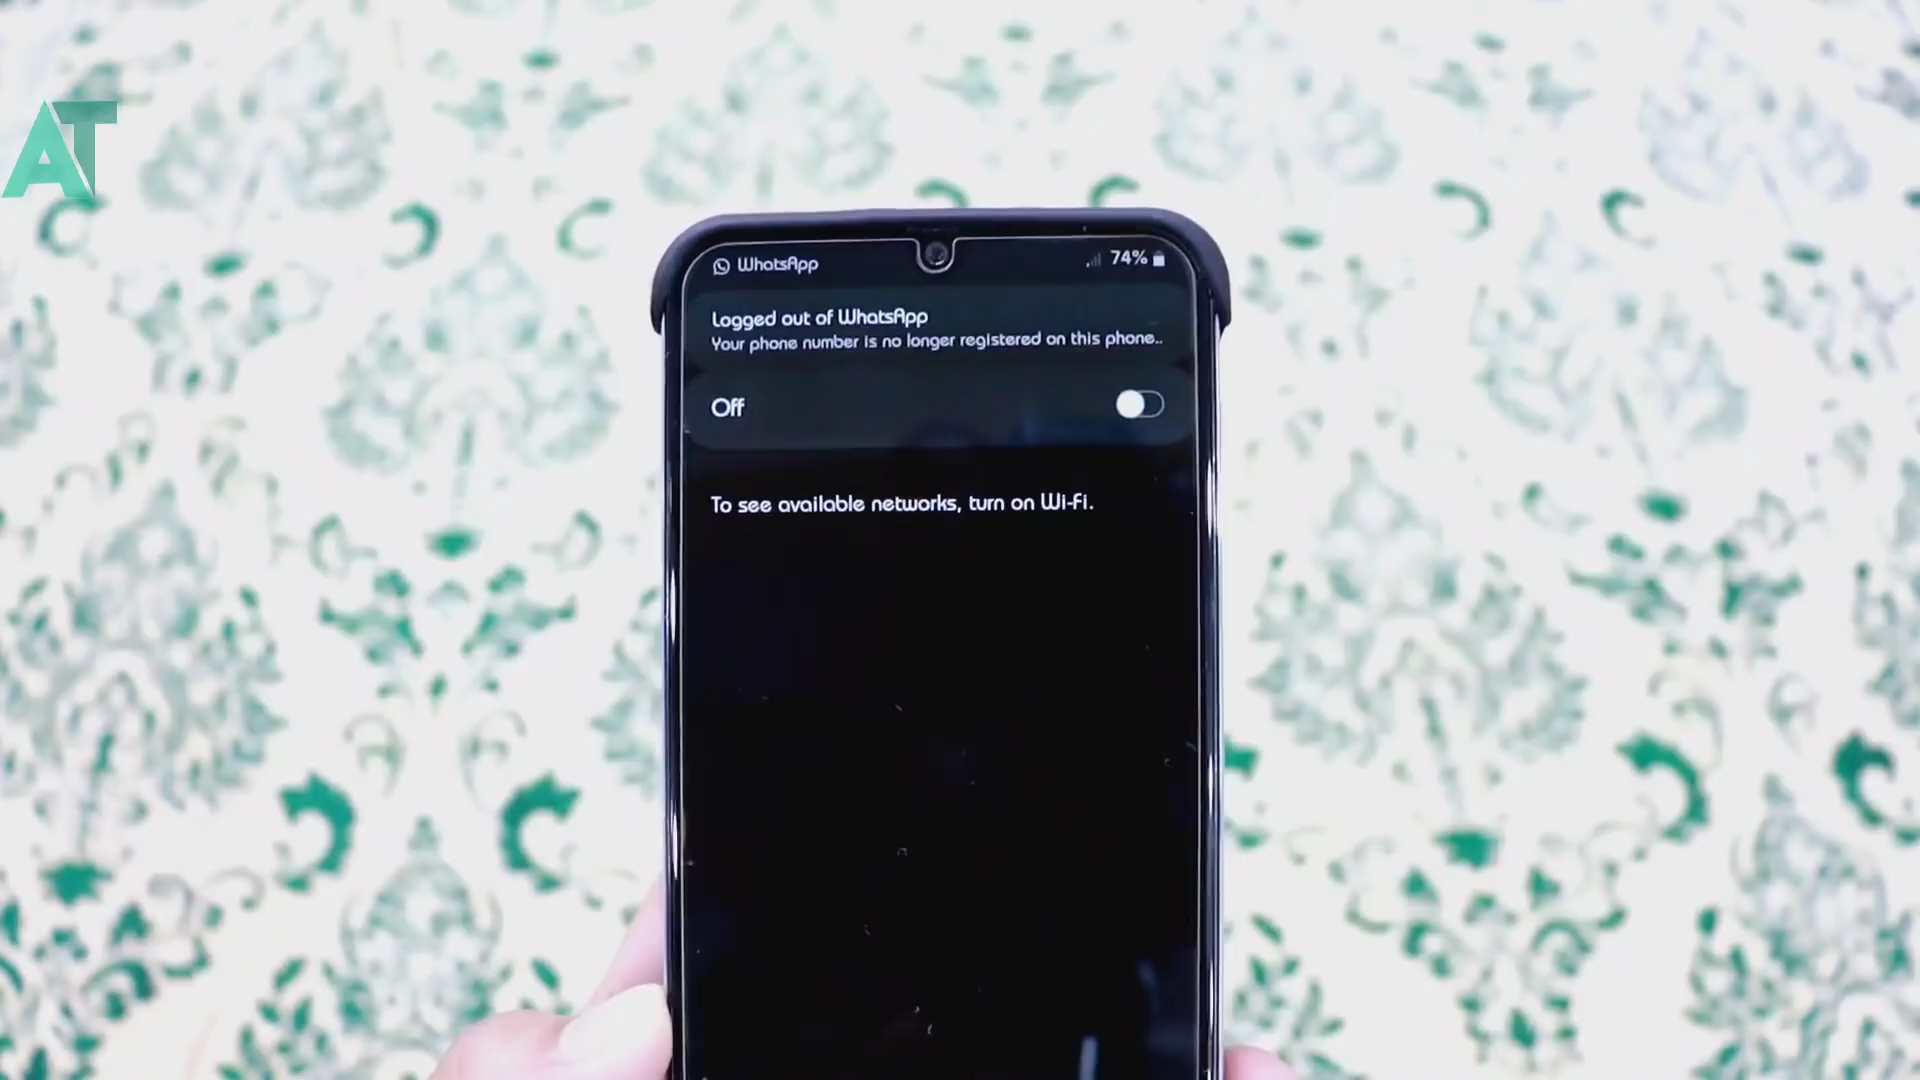 AT
WhatsApp
74%
Logged out of WhatsApp
Your phone number is no longer registered on this phone..
Off
To see available networks, turn on Wi-Fi.